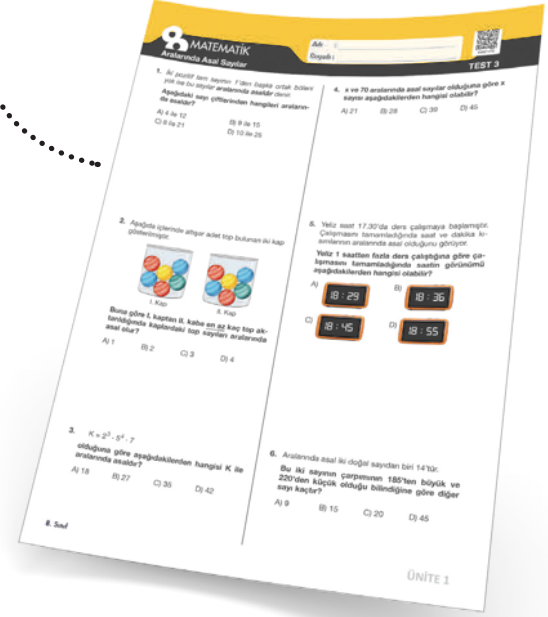 8 MATEMATİK
Aralarında Asal Sayılar
Adı :
Soyadı :
TEST 3
1. İki pozitif tam sayının 1'den başka ortak böleni
yok ise bu sayılar aralarında asaldır denir.
Aşağıdaki sayı çiftlerinden hangileri araların-
da asaldır?
A) 4 ile 12
B) 9 ile 15
C) 8 ile 21
D) 10 ile 25
2. Aşağıda içlerinde altışar adet top bulunan iki kap
gösterilmiştir.
I. Kap
II. Kap
Buna göre I. kaptan II. kaba en az kaç top ak-
tarıldığında kaplardaki top sayıları aralarında
asal olur?
A) 1
B) 2
C) 3
D) 4
3. K = 2³ · 5⁴ · 7
olduğuna göre aşağıdakilerden hangisi K ile
aralarında asaldır?
A) 18
B) 27
C) 35
D) 42
8. Sınıf
4. x ve 70 aralarında asal sayılar olduğuna göre x
sayısı aşağıdakilerden hangisi olabilir?
A) 21
B) 28
C) 39
D) 45
5. Yeliz saat 17.30'da ders çalışmaya başlamıştır.
Çalışmasını tamamladığında saat ve dakika kı-
sımlarının aralarında asal olduğunu görüyor.
Yeliz 1 saatten fazla ders çalıştığına göre ça-
lışmasını tamamladığında saatin görünümü
aşağıdakilerden hangisi olabilir?
A) 18 : 29
B) 18 : 36
C) 18 : 45
D) 18 : 55
6. Aralarında asal iki doğal sayıdan biri 14'tür.
Bu iki sayının çarpımının 185'ten büyük ve
220'den küçük olduğu bilindiğine göre diğer
sayı kaçtır?
A) 9
B) 15
C) 20
D) 45
ÜNİTE 1